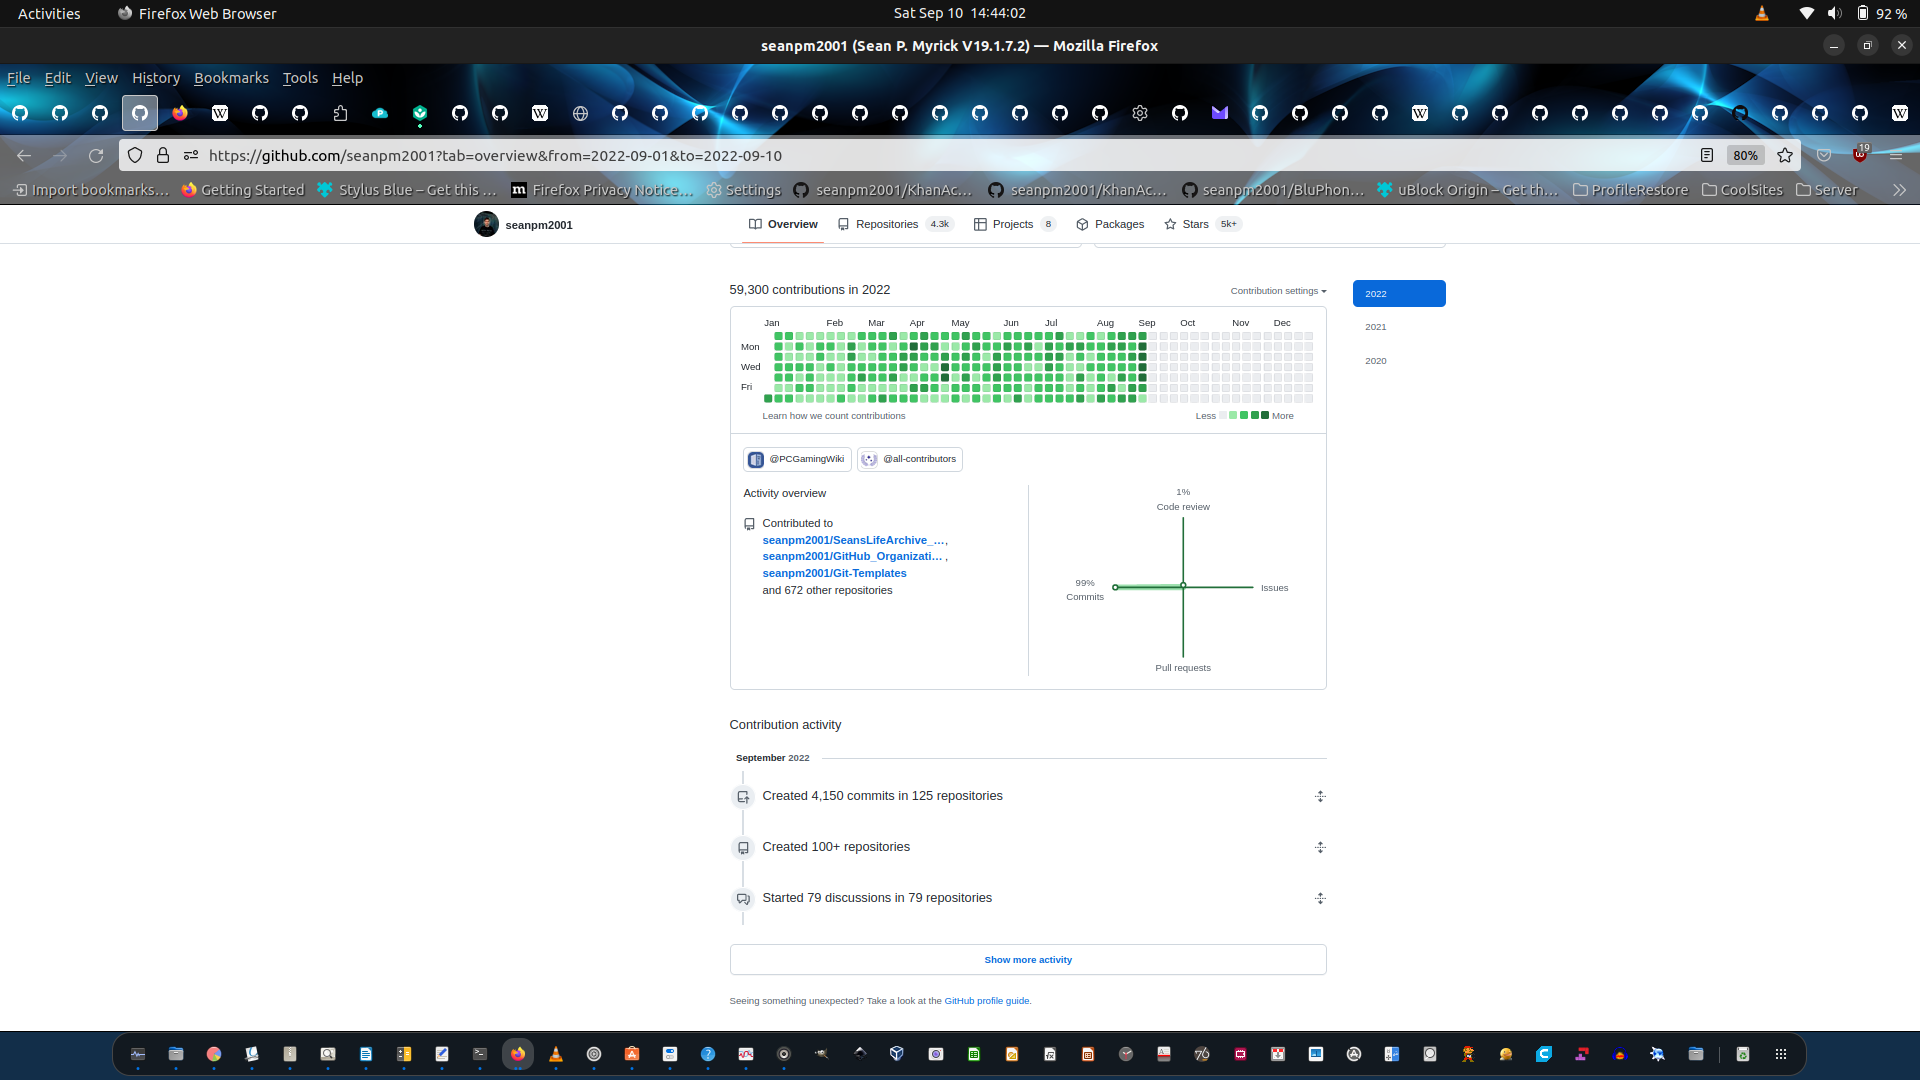 Activities
Firefox Web Browser
Sat Sep 10 14:44:02
92 %
seanpm2001 (Sean P. Myrick V19.1.7.2) — Mozilla Firefox
File Edit View History Bookmarks Tools Help
https://github.com/seanpm2001?tab=overview&from=2022-09-01&to=2022-09-10
80%
19
Import bookmarks… Getting Started Stylus Blue – Get this … Firefox Privacy Notice… Settings seanpm2001/KhanAc… seanpm2001/KhanAc… seanpm2001/BluPhon… uBlock Origin – Get th… ProfileRestore CoolSites Server
seanpm2001
Overview Repositories 4.3k Projects 8 Packages Stars 5k+
59,300 contributions in 2022
Contribution settings
2022
2021
2020
Jan Feb Mar Apr May Jun Jul Aug Sep Oct Nov Dec
Mon
Wed
Fri
Learn how we count contributions
Less More
@PCGamingWiki @all-contributors
Activity overview
Contributed to
seanpm2001/SeansLifeArchive_…,
seanpm2001/GitHub_Organizati… ,
seanpm2001/Git-Templates
and 672 other repositories
1%
Code review
99%
Commits
Issues
Pull requests
Contribution activity
September 2022
Created 4,150 commits in 125 repositories
Created 100+ repositories
Started 79 discussions in 79 repositories
Show more activity
Seeing something unexpected? Take a look at the GitHub profile guide.